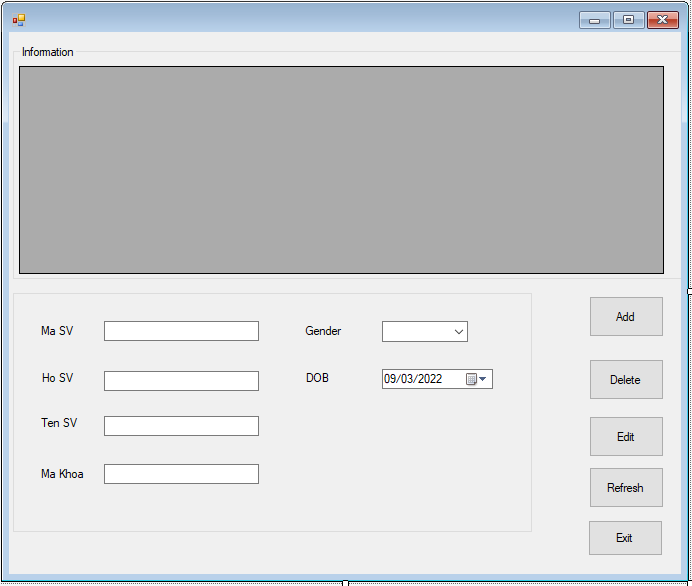 Information
Ma SV
Gender
Add
Ho SV
DOB
09/03/2022
Delete
Ten SV
Edit
Ma Khoa
Refresh
Exit